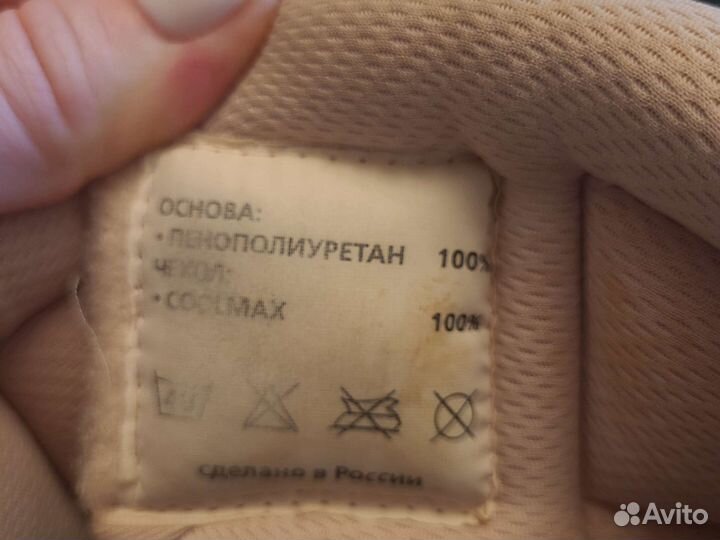 ОСНОВА:
• ПЕНОПОЛИУРЕТАН 100%
ЧЕХОЛ:
• COOLMAX 100%
сделано в России
Avito